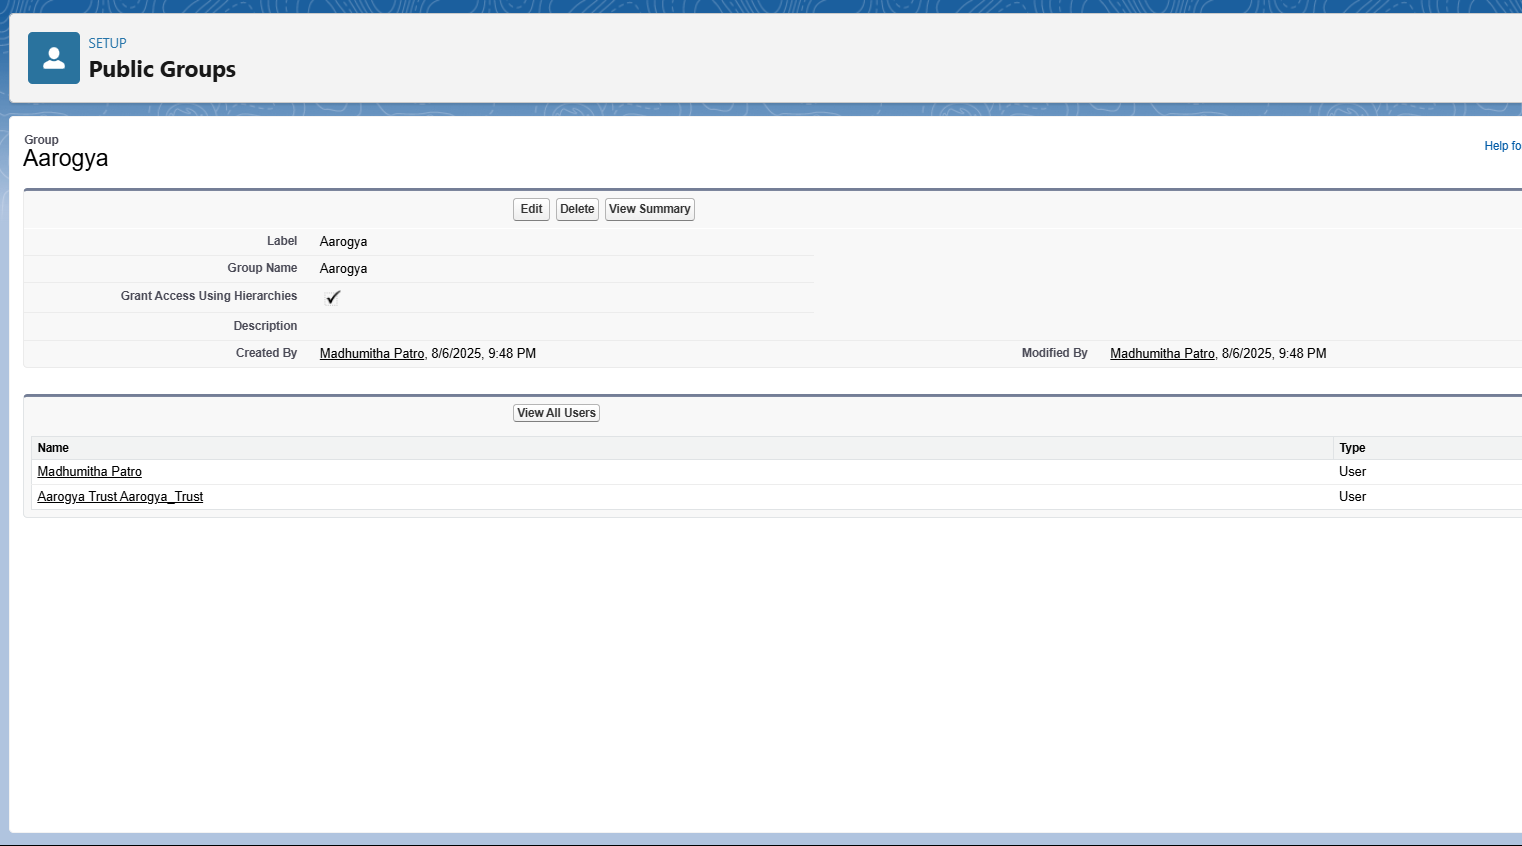 SETUP
Public Groups
Group
Aarogya
Help fo
Edit Delete View Summary
Label Aarogya
Group Name Aarogya
Grant Access Using Hierarchies
Description
Created By Madhumitha Patro, 8/6/2025, 9:48 PM Modified By Madhumitha Patro, 8/6/2025, 9:48 PM
View All Users
Name Type
Madhumitha Patro User
Aarogya Trust Aarogya_Trust User